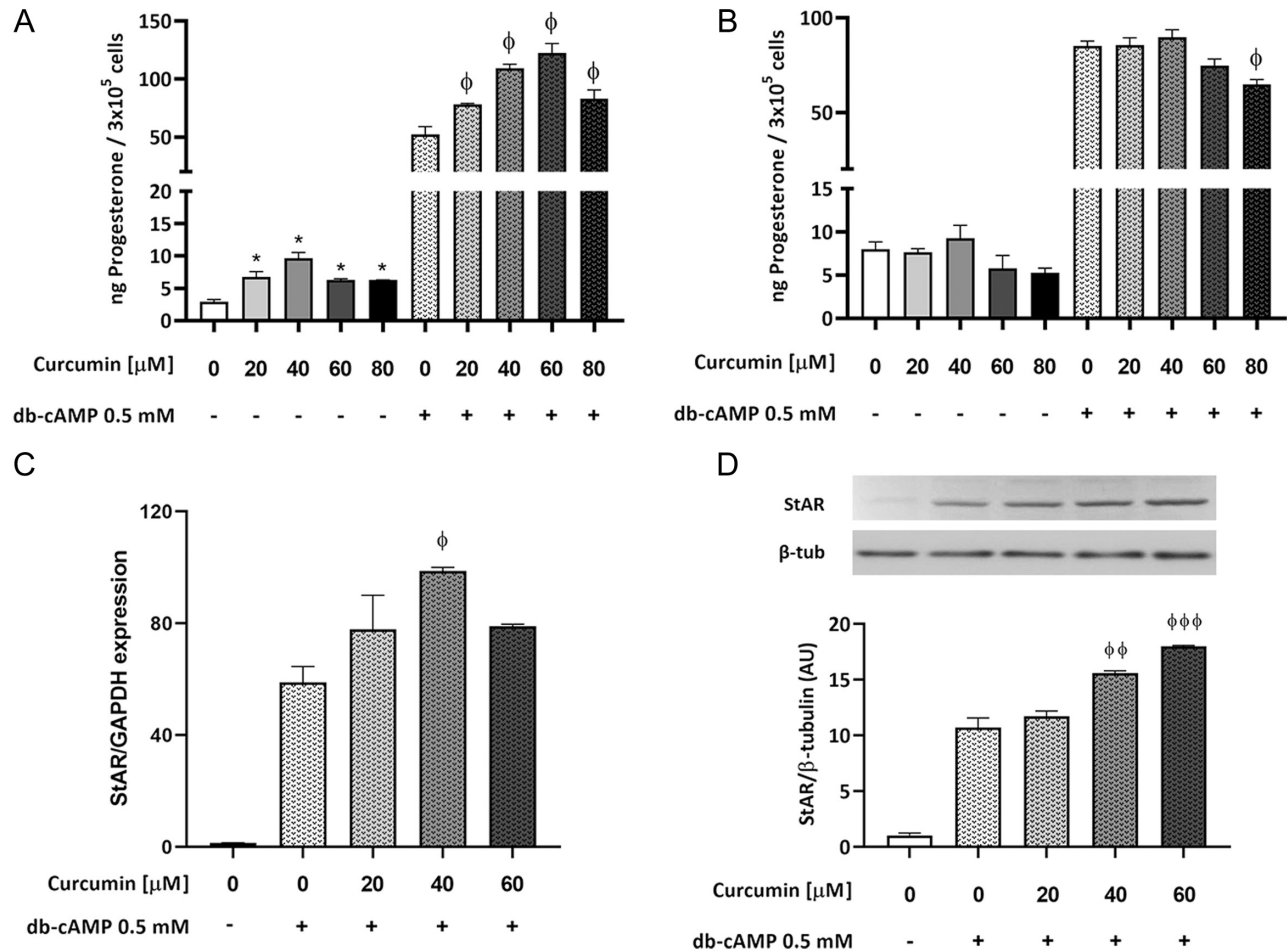 A
ng Progesterone / 3x10⁵ cells
150
100
50
20
15
10
5
0
* * * *
ϕ ϕ ϕ ϕ
Curcumin [μM] 0 20 40 60 80 0 20 40 60 80
db-cAMP 0.5 mM - - - - - + + + + +
B
ng Progesterone / 3x10⁵ cells
100
50
15
10
5
0
ϕ
Curcumin [μM] 0 20 40 60 80 0 20 40 60 80
db-cAMP 0.5 mM - - - - - + + + + +
C
StAR/GAPDH expression
120
80
40
0
ϕ
Curcumin [μM] 0 0 20 40 60
db-cAMP 0.5 mM - + + + +
D
StAR
β-tub
StAR/β-tubulin (AU)
20
15
10
5
0
ϕϕ
ϕϕϕ
Curcumin [μM] 0 0 20 40 60
db-cAMP 0.5 mM - + + + +